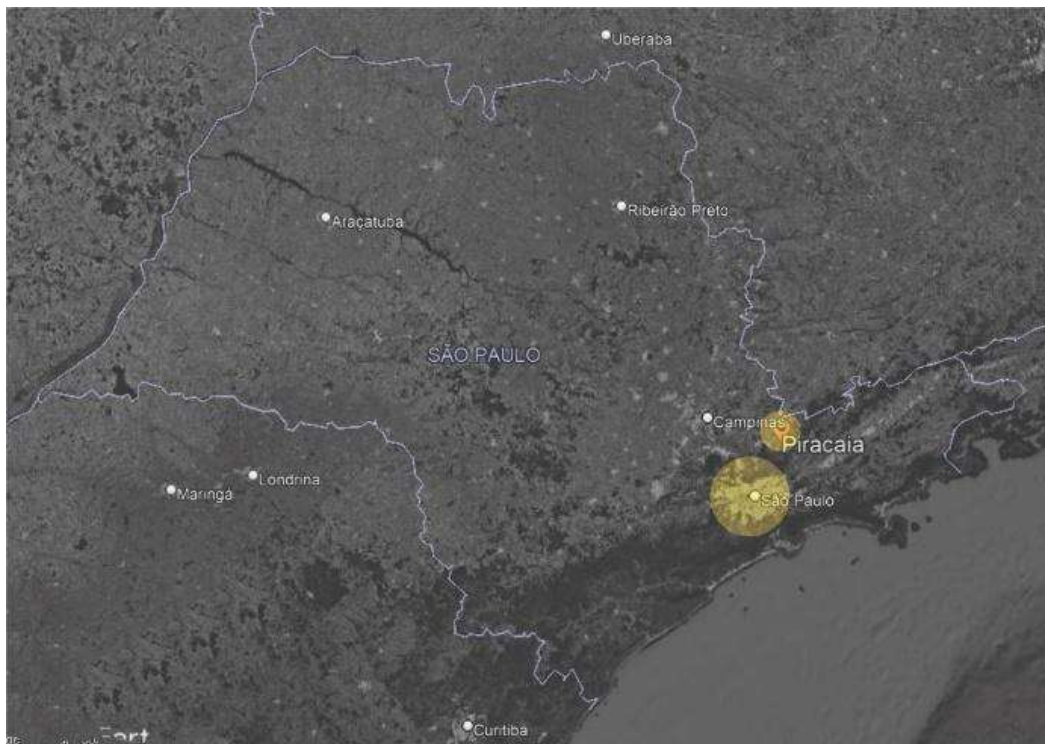 Uberaba
Araçatuba
Ribeirão Preto
SÃO PAULO
Campinas
Piracaia
Londrina
Maringá
São Paulo
Curitiba